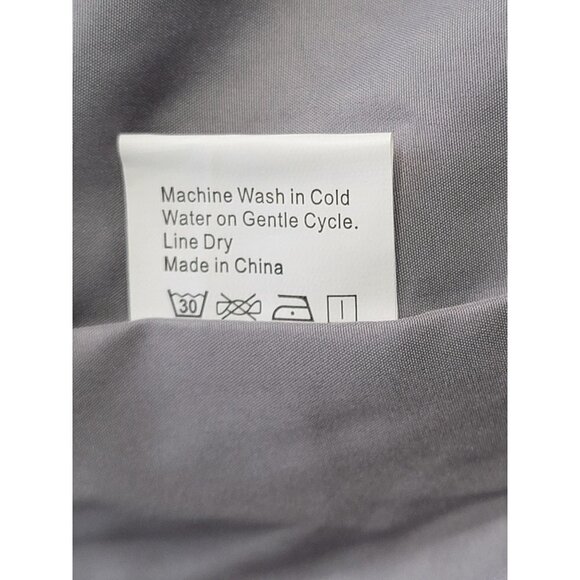 Machine Wash in Cold
Water on Gentle Cycle.
Line Dry
Made in China
30